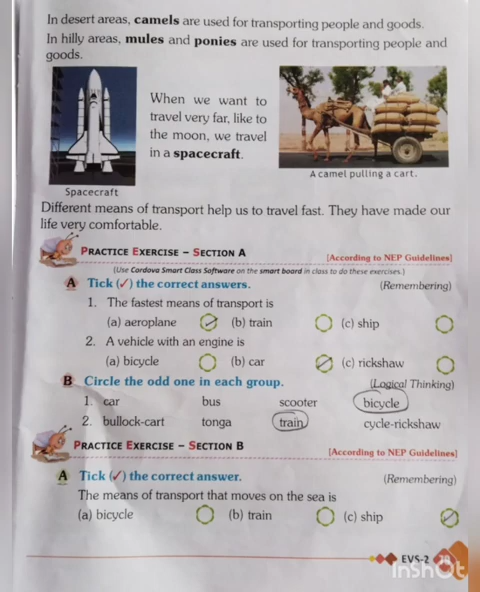 In desert areas, camels are used for transporting people and goods.
In hilly areas, mules and ponies are used for transporting people and
goods.
When we want to
travel very far, like to
the moon, we travel
in a spacecraft.
Spacecraft
A camel pulling a cart.
Different means of transport help us to travel fast. They have made our
life very comfortable.
PRACTICE EXERCISE – SECTION A
[According to NEP Guidelines]
(Use Cordova Smart Class Software on the smart board in class to do these exercises.)
A Tick (✓) the correct answers. (Remembering)
1. The fastest means of transport is
(a) aeroplane (b) train (c) ship
2. A vehicle with an engine is
(a) bicycle (b) car (c) rickshaw
B Circle the odd one in each group. (Logical Thinking)
1. car bus scooter bicycle
2. bullock-cart tonga train cycle-rickshaw
PRACTICE EXERCISE – SECTION B
[According to NEP Guidelines]
A Tick (✓) the correct answer. (Remembering)
The means of transport that moves on the sea is
(a) bicycle (b) train (c) ship
EVS-2
InShOt